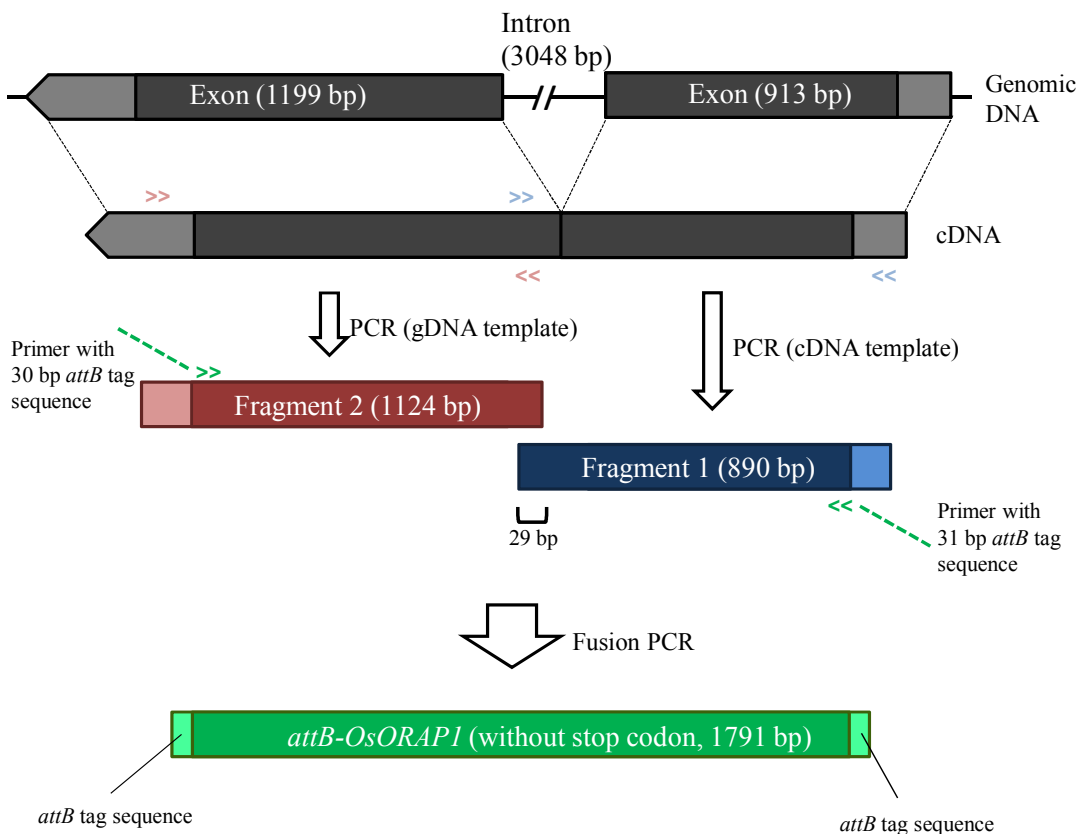 Intron
(3048 bp)
Exon (1199 bp)
Exon (913 bp)
Genomic
DNA
>>
>>
cDNA
<<
<<
PCR (gDNA template)
PCR (cDNA template)
Primer with
30 bp attB tag
sequence
>>
Fragment 2 (1124 bp)
Fragment 1 (890 bp)
<<
29 bp
Primer with
31 bp attB tag
sequence
Fusion PCR
attB-OsORAP1 (without stop codon, 1791 bp)
attB tag sequence
attB tag sequence